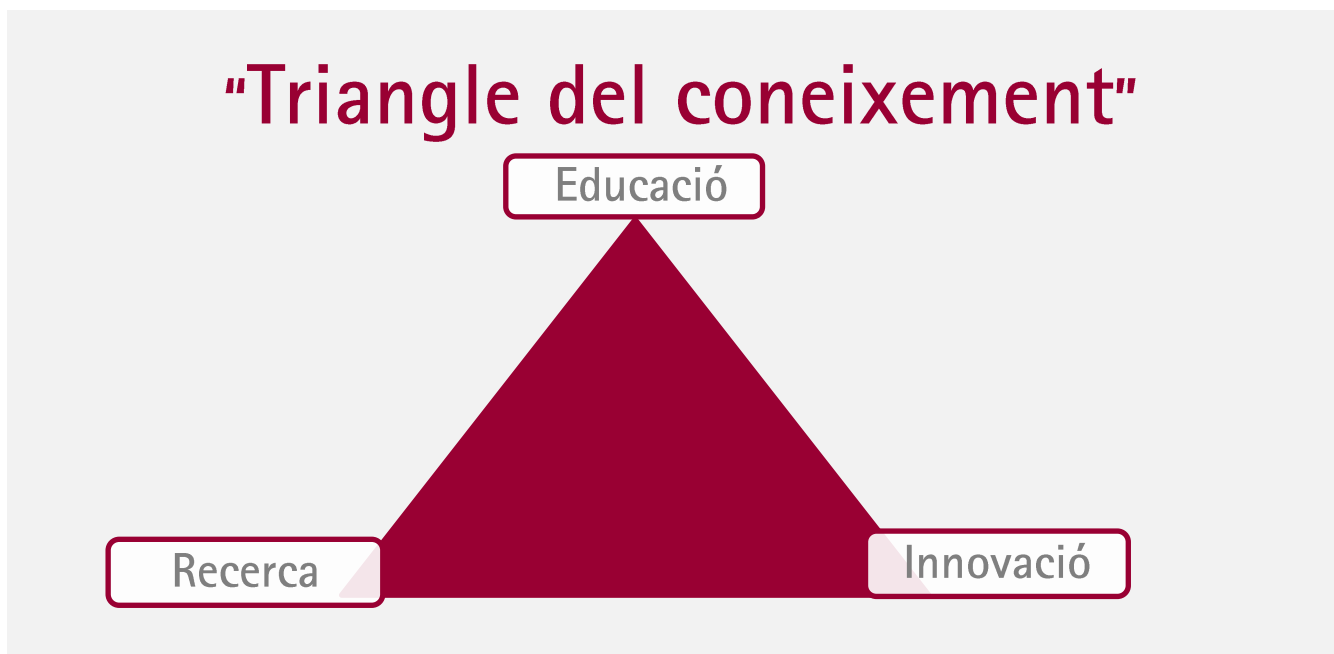 “Triangle del coneixement”
Educació
Recerca
Innovació